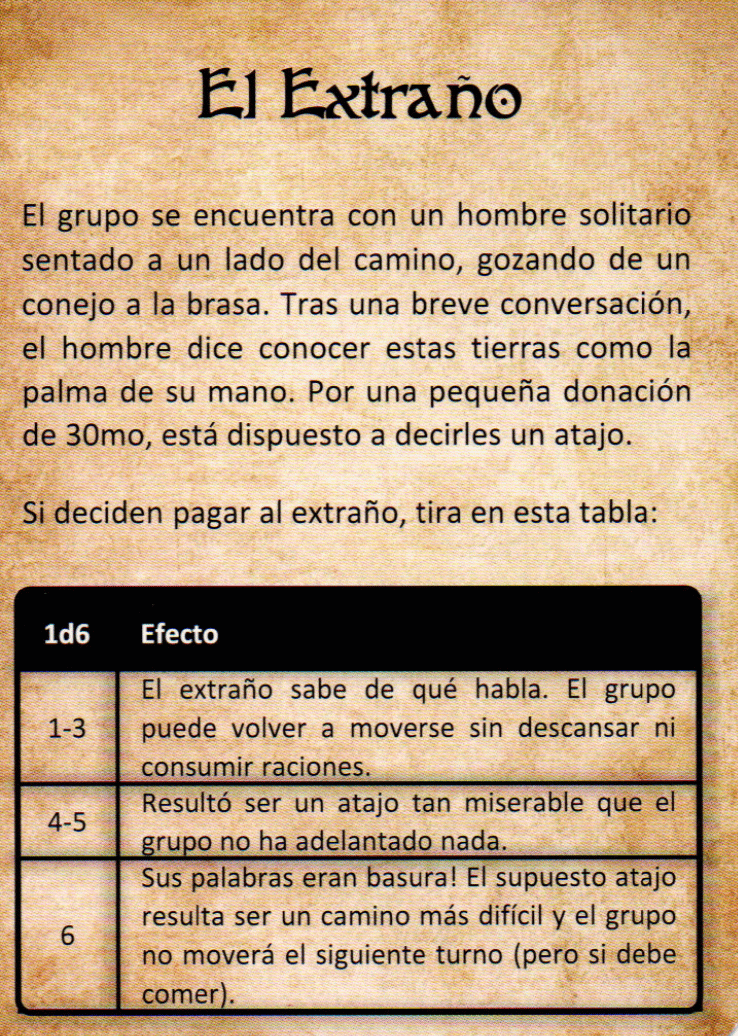 El Extraño
El grupo se encuentra con un hombre solitario
sentado a un lado del camino, gozando de un
conejo a la brasa. Tras una breve conversación,
el hombre dice conocer estas tierras como la
palma de su mano. Por una pequeña donación
de 30mo, está dispuesto a decirles un atajo.
Si deciden pagar al extraño, tira en esta tabla:
1d6 Efecto
El extraño sabe de qué habla. El grupo
1-3 puede volver a moverse sin descansar ni
consumir raciones.
4-5 Resultó ser un atajo tan miserable que el
grupo no ha adelantado nada.
Sus palabras eran basura! El supuesto atajo
6 resulta ser un camino más difícil y el grupo
no moverá el siguiente turno (pero si debe
comer).